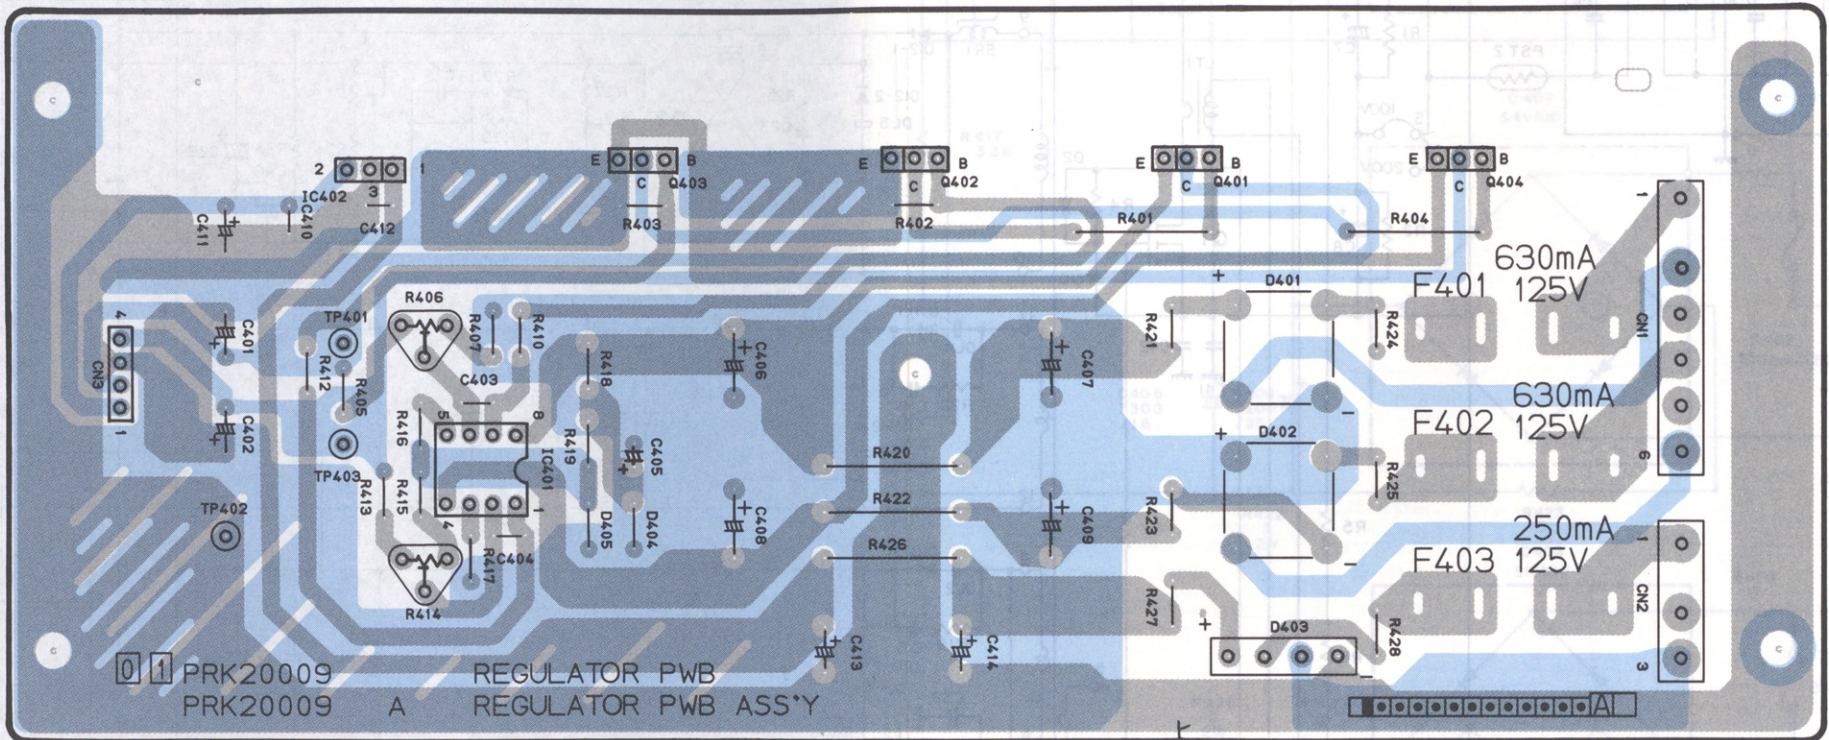 E B
C
Q403
E B
C
Q402
E B
C
Q401
E B
C
Q404
2 1
3
IC402
C411
IC410
C412
R403
R402
R401
R404
1
630mA
F401 125V
D401
+
-
R406
TP401
R407
R410
C401
4
CN3
1
R412
R405
C403
R418
C406
C407
R421
R424
CN1
630mA
F402 125V
D402
+
-
C402
TP403
R416
5 8
IC401
4 1
R419
C405
R420
R422
R426
R413
R415
TP402
D405
D404
C408
C409
R423
R425
6
250mA
F403 125V
R417
C404
R414
R427
R428
1
CN2
3
D403
+
-
C413
C414
0 1 PRK20009 REGULATOR PWB
PRK20009 A REGULATOR PWB ASS'Y
A